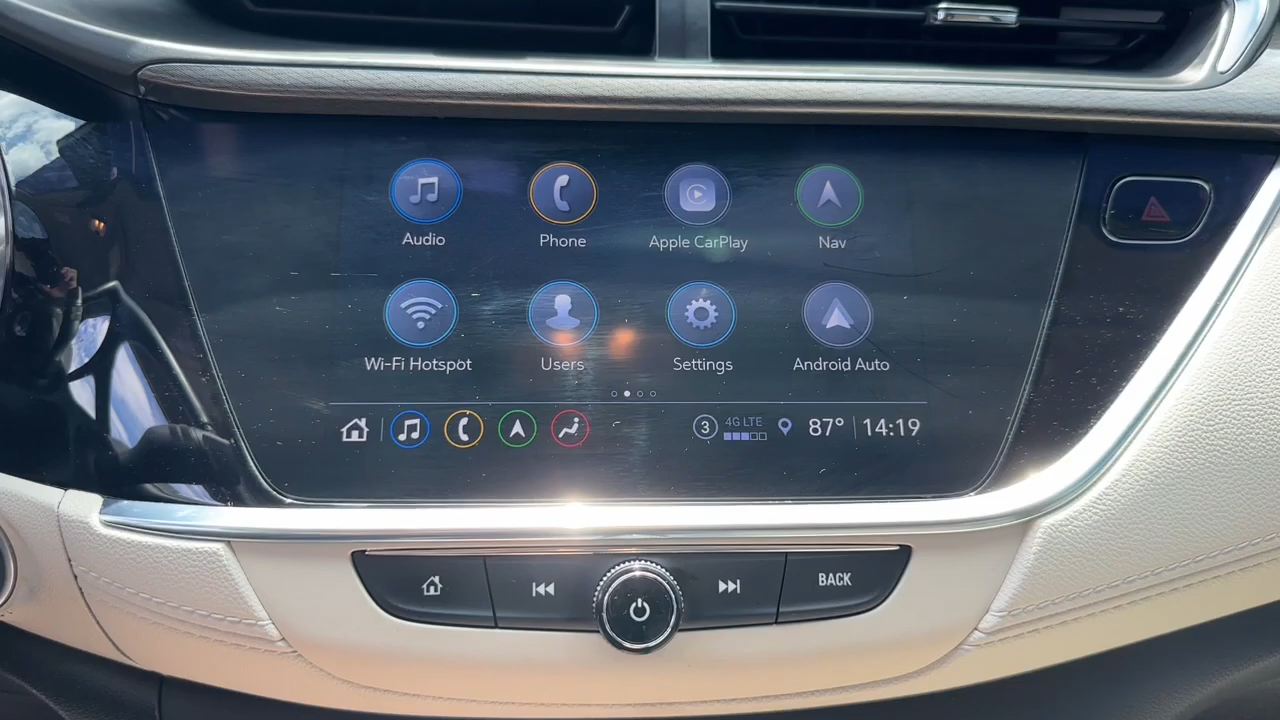 Audio Phone Apple CarPlay Nav
Wi-Fi Hotspot Users Settings Android Auto
3 4G LTE 87° 14:19
BACK